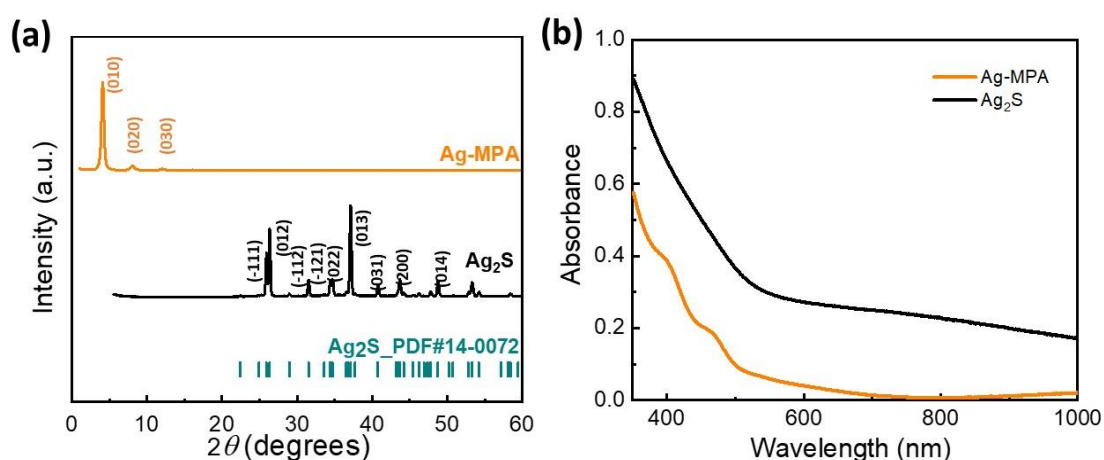 (a)
Intensity (a.u.)
(010)
(020)
(030)
Ag-MPA
(-111)
(012)
(-112)
(-121)
(022)
(013)
(031)
(200)
(014)
Ag₂S
Ag₂S_PDF#14-0072
0 10 20 30 40 50 60
2θ (degrees)
(b)
Absorbance
1.0
0.8
0.6
0.4
0.2
0.0
Ag-MPA
Ag₂S
400 600 800 1000
Wavelength (nm)